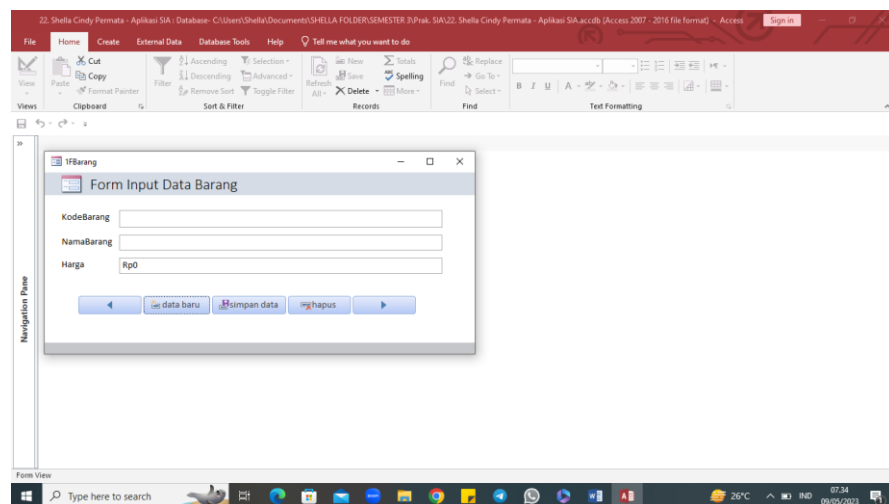 22. Shella Cindy Permata - Aplikasi SIA : Database- C:\Users\Shella\Documents\SHELLA FOLDER\SEMESTER 3\Prak. SIA\22. Shella Cindy Permata - Aplikasi SIA.accdb (Access 2007 - 2016 file format) - Access
Sign in
File Home Create External Data Database Tools Help Tell me what you want to do
View
Views
Paste
Cut
Copy
Format Painter
Clipboard
Filter
Ascending
Descending
Remove Sort
Selection
Advanced
Toggle Filter
Sort & Filter
Refresh All
New
Save
Delete
Totals
Spelling
More
Records
Find
Replace
Go To
Select
Find
B I U A
Text Formatting
1FBarang
Form Input Data Barang
KodeBarang
NamaBarang
Harga Rp0
data baru simpan data hapus
Navigation Pane
Form View
Type here to search
26°C IND 07.34
09/05/2023